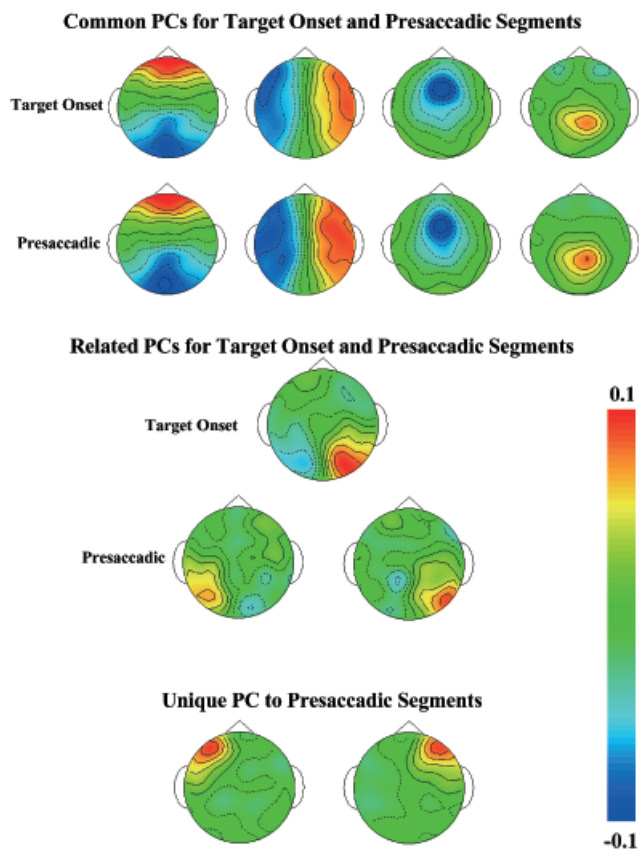 Common PCs for Target Onset and Presaccadic Segments
Target Onset
Presaccadic
Related PCs for Target Onset and Presaccadic Segments
0.1
Target Onset
Presaccadic
Unique PC to Presaccadic Segments
-0.1